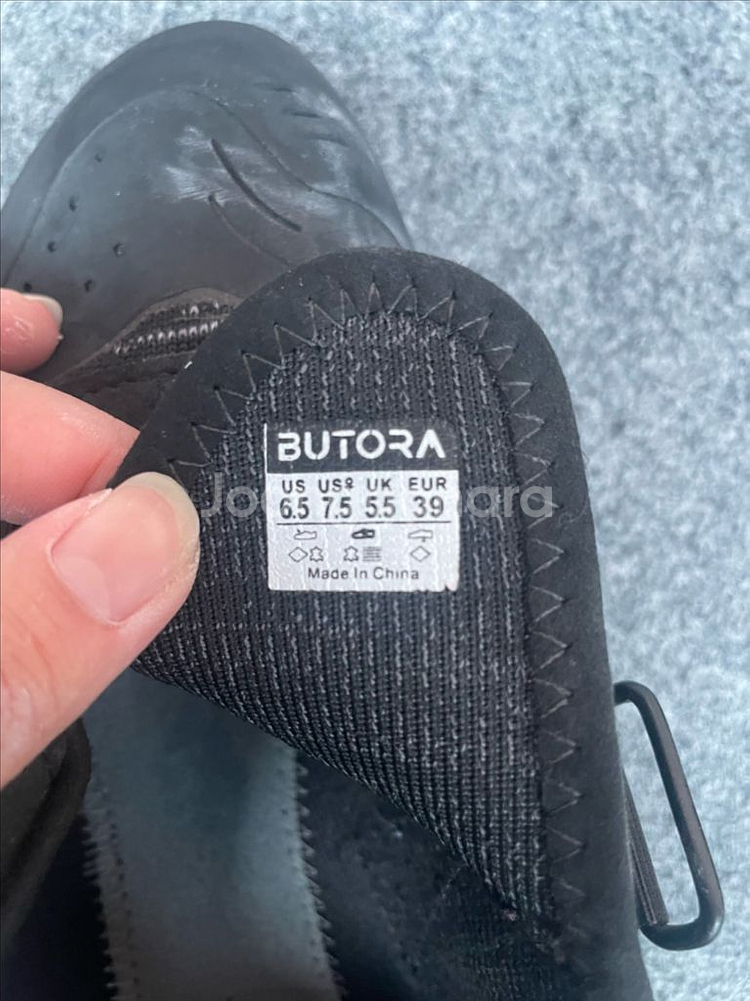 BUTORA
US US♀ UK EUR
6.5 7.5 5.5 39
Made In China